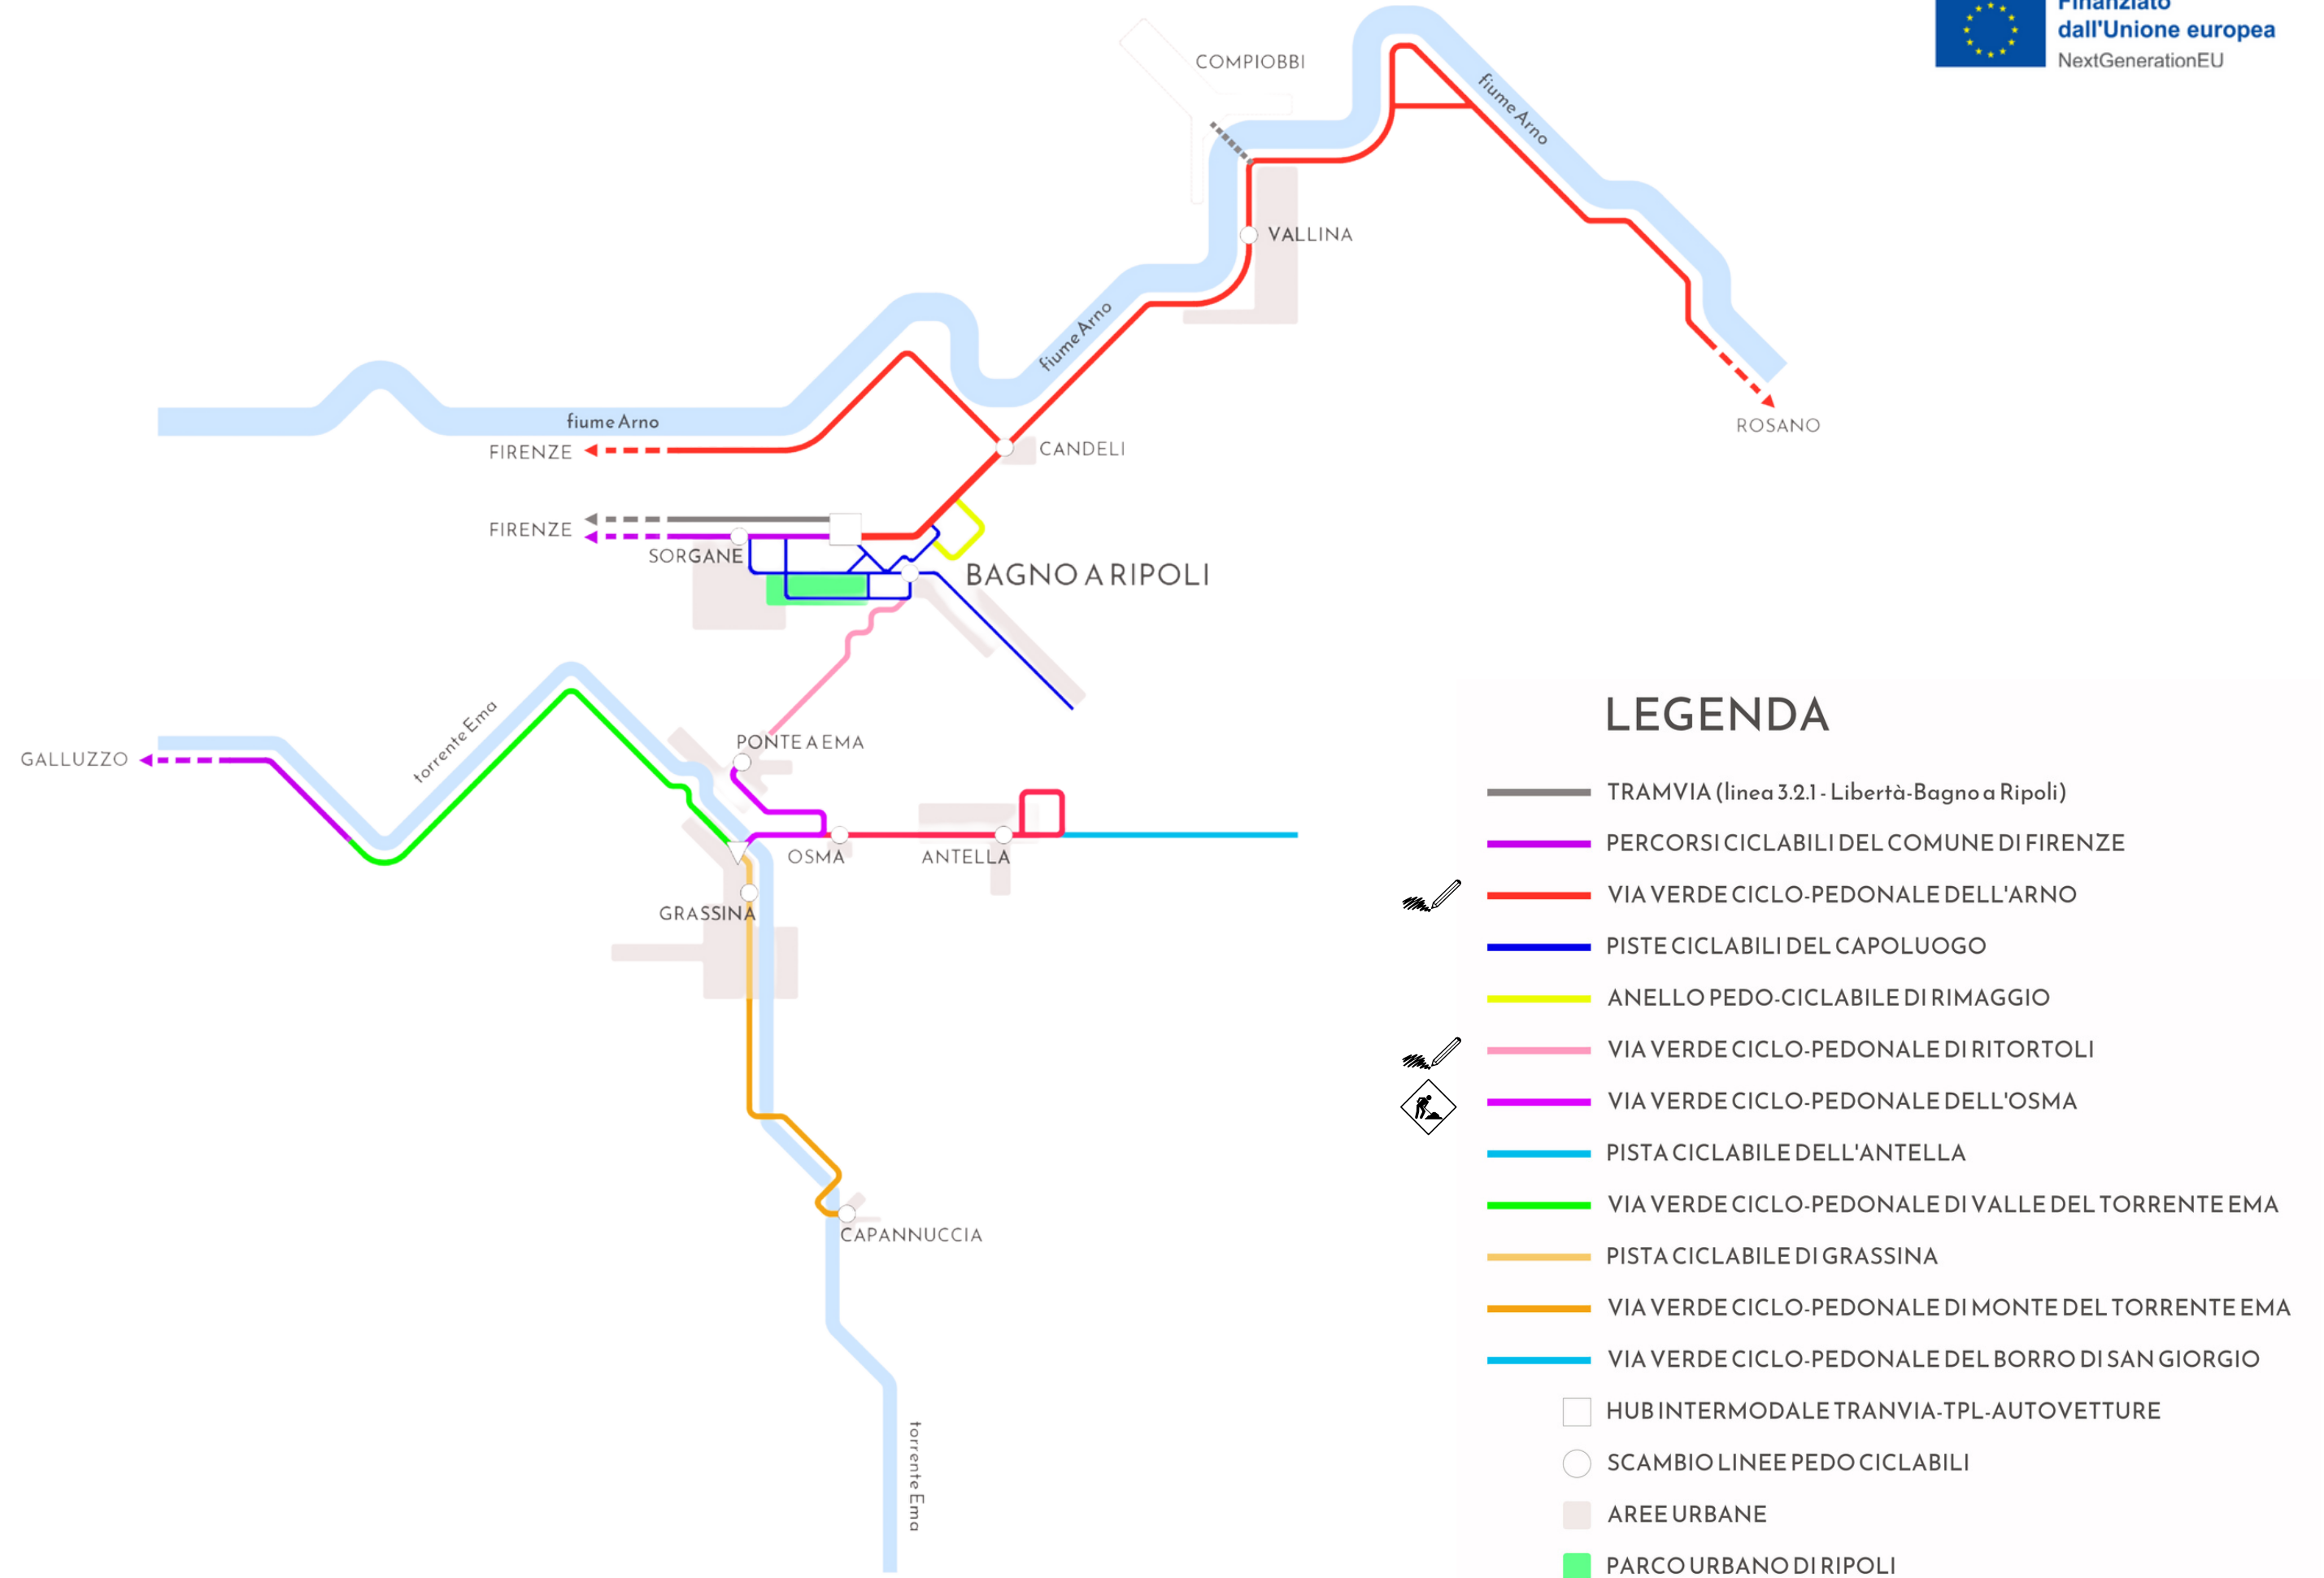 Finanziato
dall'Unione europea
NextGenerationEU
COMPIOBBI
fiume Arno
VALLINA
fiume Arno
fiume Arno
ROSANO
FIRENZE
CANDELI
FIRENZE
SORGANE
BAGNO A RIPOLI
torrente Ema
PONTE A EMA
GALLUZZO
OSMA
ANTELLA
GRASSINA
CAPANNUCCIA
torrente Ema
LEGENDA
TRAMVIA (linea 3.2.1 - Libertà-Bagno a Ripoli)
PERCORSI CICLABILI DEL COMUNE DI FIRENZE
VIA VERDE CICLO-PEDONALE DELL'ARNO
PISTE CICLABILI DEL CAPOLUOGO
ANELLO PEDO-CICLABILE DI RIMAGGIO
VIA VERDE CICLO-PEDONALE DI RITORTOLI
VIA VERDE CICLO-PEDONALE DELL'OSMA
PISTA CICLABILE DELL'ANTELLA
VIA VERDE CICLO-PEDONALE DI VALLE DEL TORRENTE EMA
PISTA CICLABILE DI GRASSINA
VIA VERDE CICLO-PEDONALE DI MONTE DEL TORRENTE EMA
VIA VERDE CICLO-PEDONALE DEL BORRO DI SAN GIORGIO
HUB INTERMODALE TRANVIA-TPL-AUTOVETTURE
SCAMBIO LINEE PEDO CICLABILI
AREE URBANE
PARCO URBANO DI RIPOLI